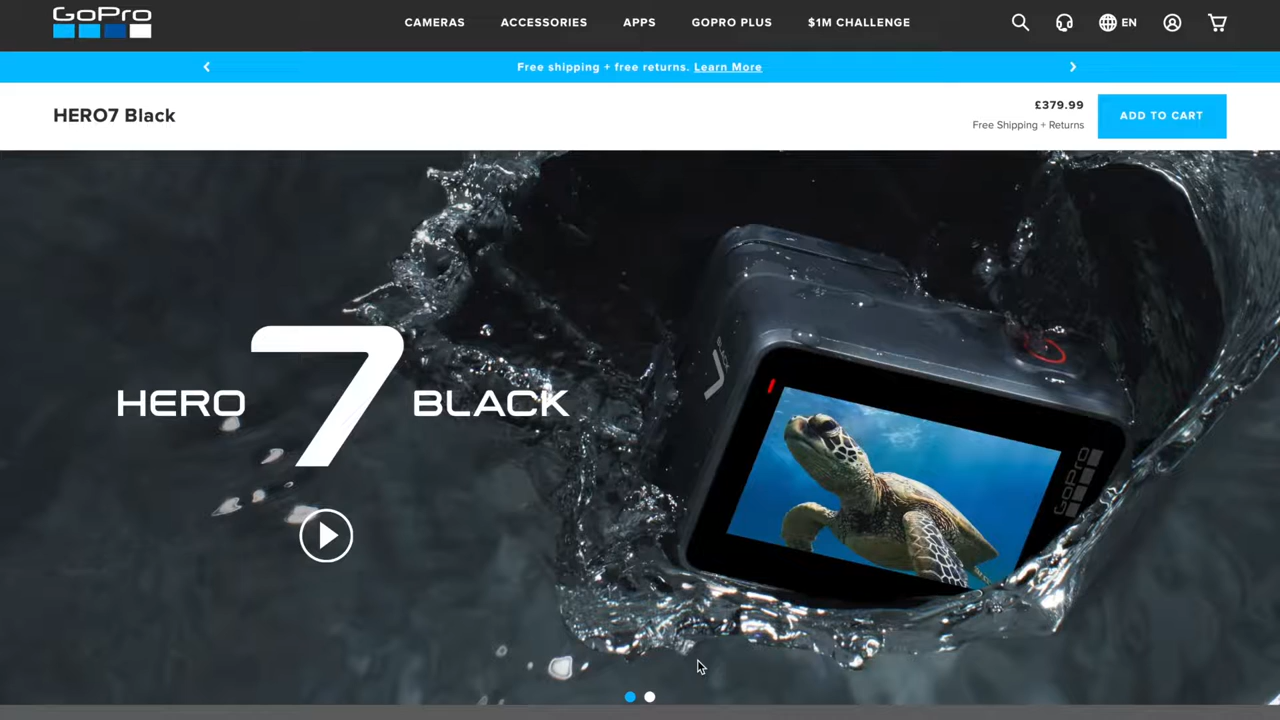 GoPro
CAMERAS ACCESSORIES APPS GOPRO PLUS $1M CHALLENGE EN
Free shipping + free returns. Learn More
HERO7 Black
£379.99
Free Shipping + Returns
ADD TO CART
HERO 7 BLACK
GoPro